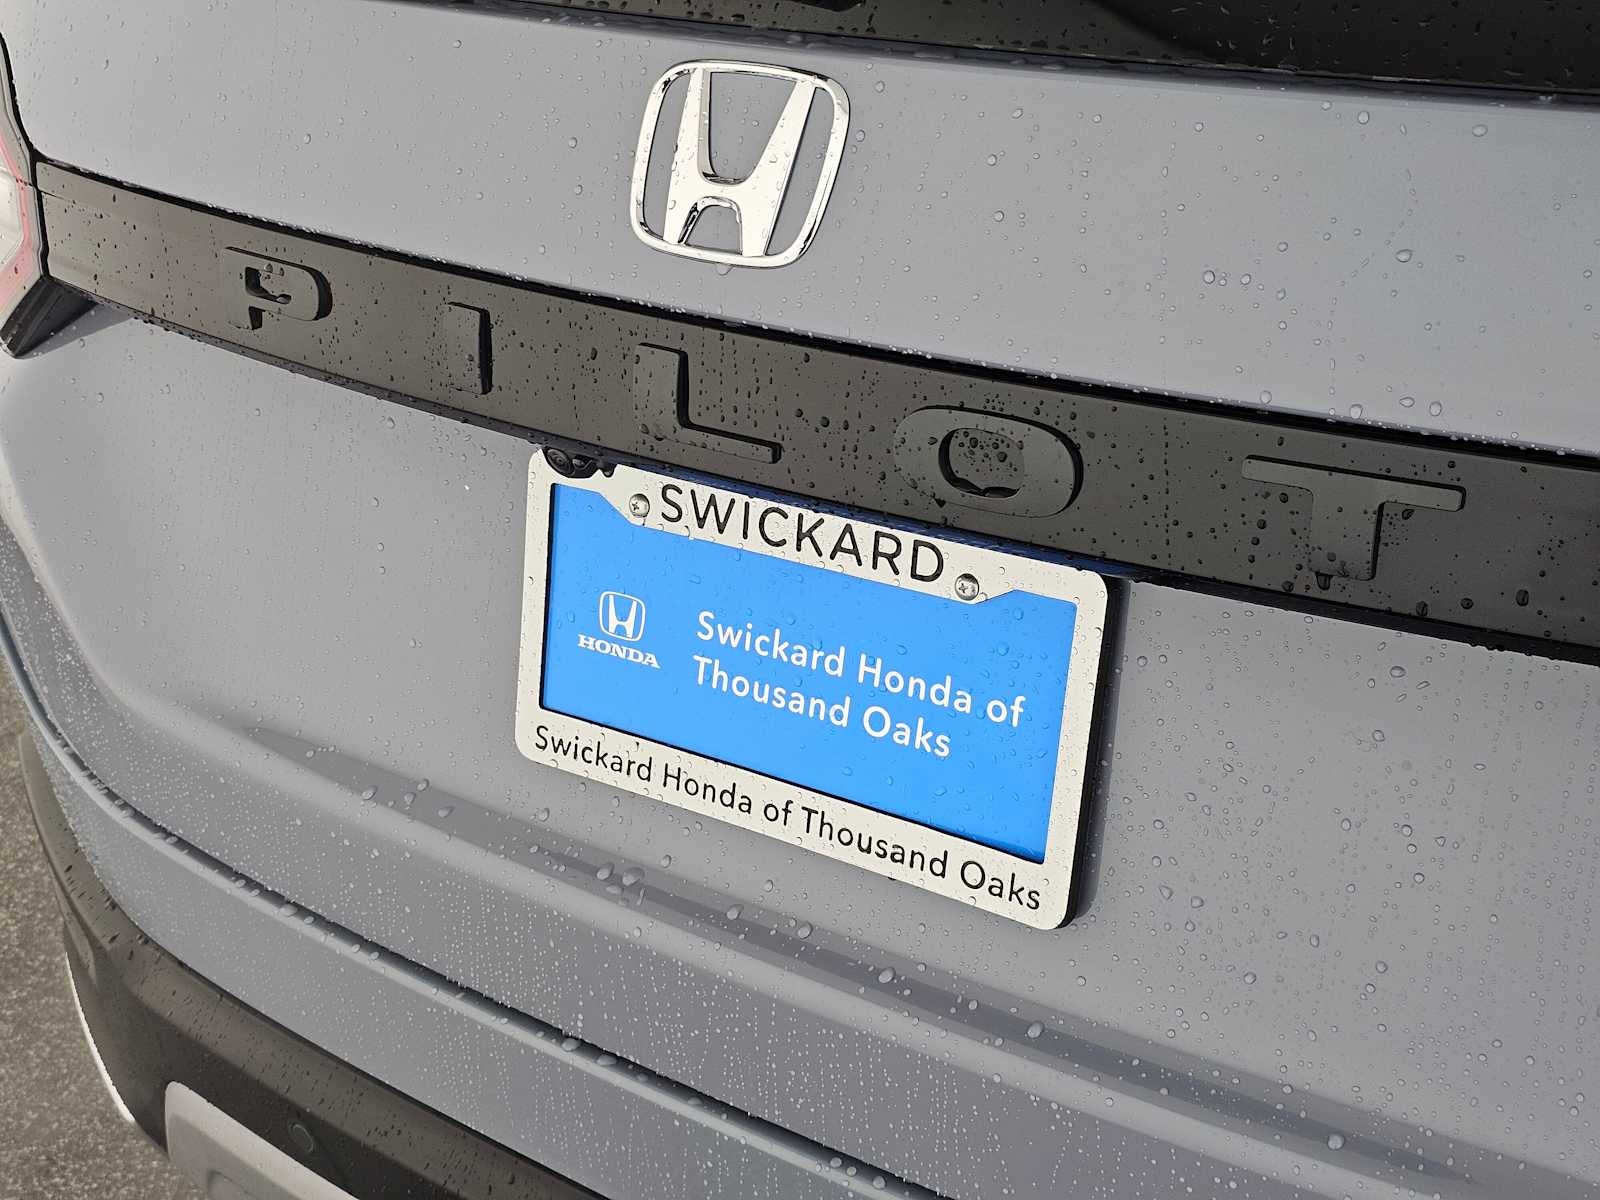 PILOT
SWICKARD
HONDA
Swickard Honda of
Thousand Oaks
Swickard Honda of Thousand Oaks